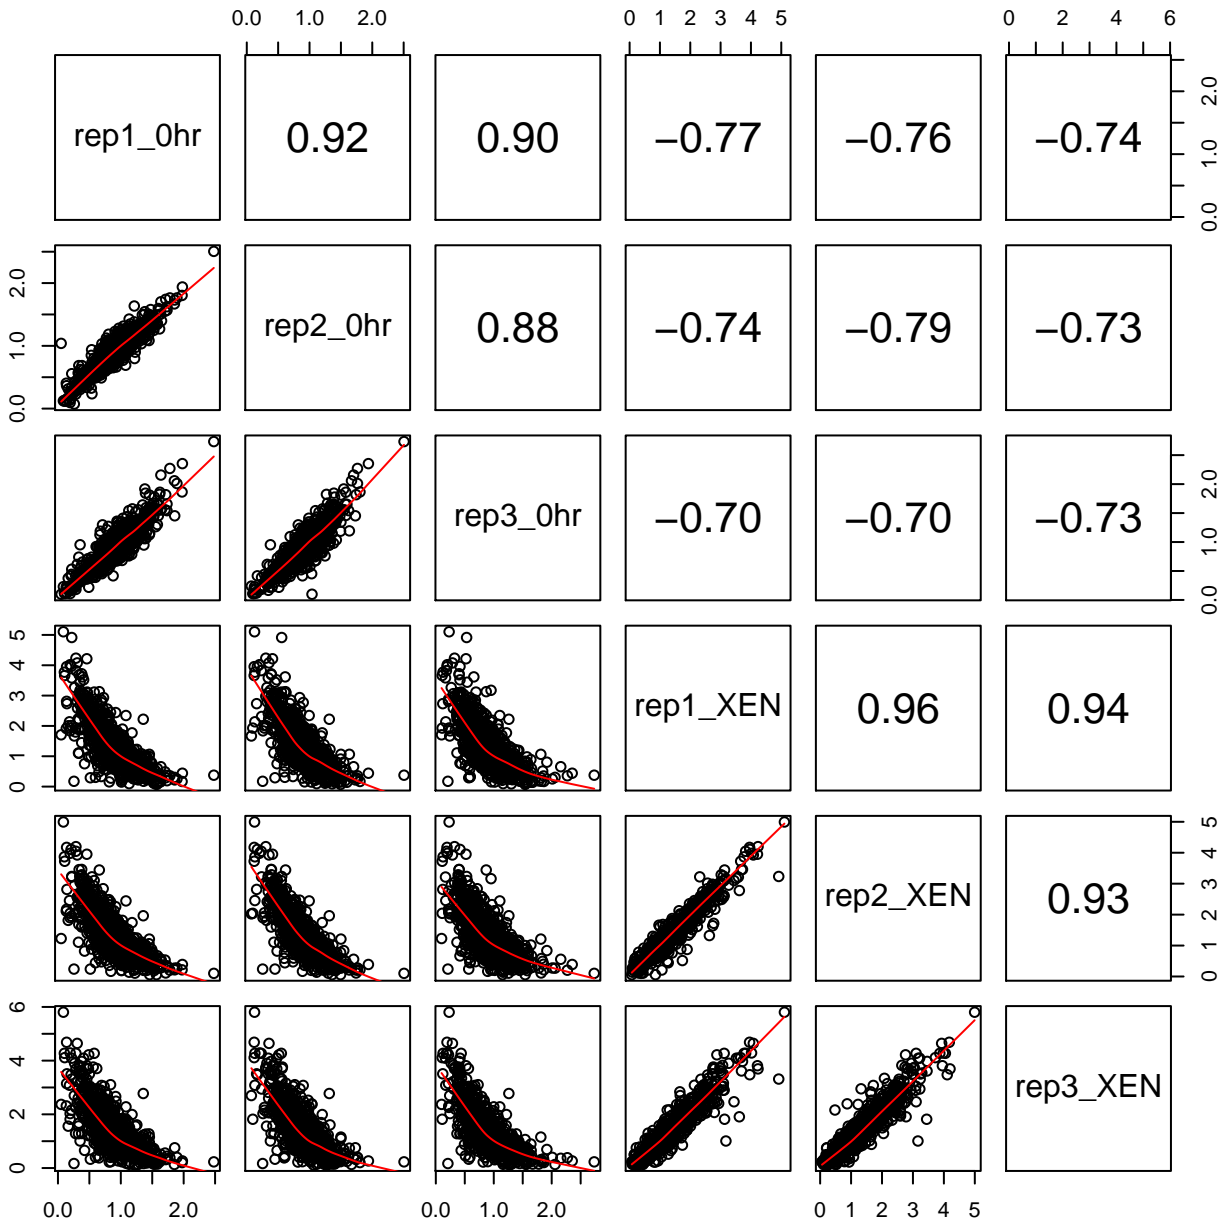 0.0 1.0 2.0 0 1 2 3 4 5 0 2 4 6
rep1_0hr 0.92 0.90 −0.77 −0.76 −0.74
0.0 1.0 2.0
0.0 1.0 2.0
rep2_0hr 0.88 −0.74 −0.79 −0.73
rep3_0hr −0.70 −0.70 −0.73
0.0 1.0 2.0
0 1 2 3 4 5
rep1_XEN 0.96 0.94
rep2_XEN 0.93
0 1 2 3 4 5
0 2 4 6
rep3_XEN
0.0 1.0 2.0 0.0 1.0 2.0 0 1 2 3 4 5